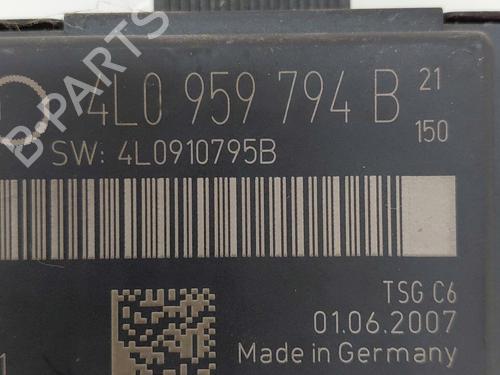 B-PARTS
4L0 959 794 B 21
150
SW: 4L0910795B
TSG C6
01.06.2007
Made in Germany